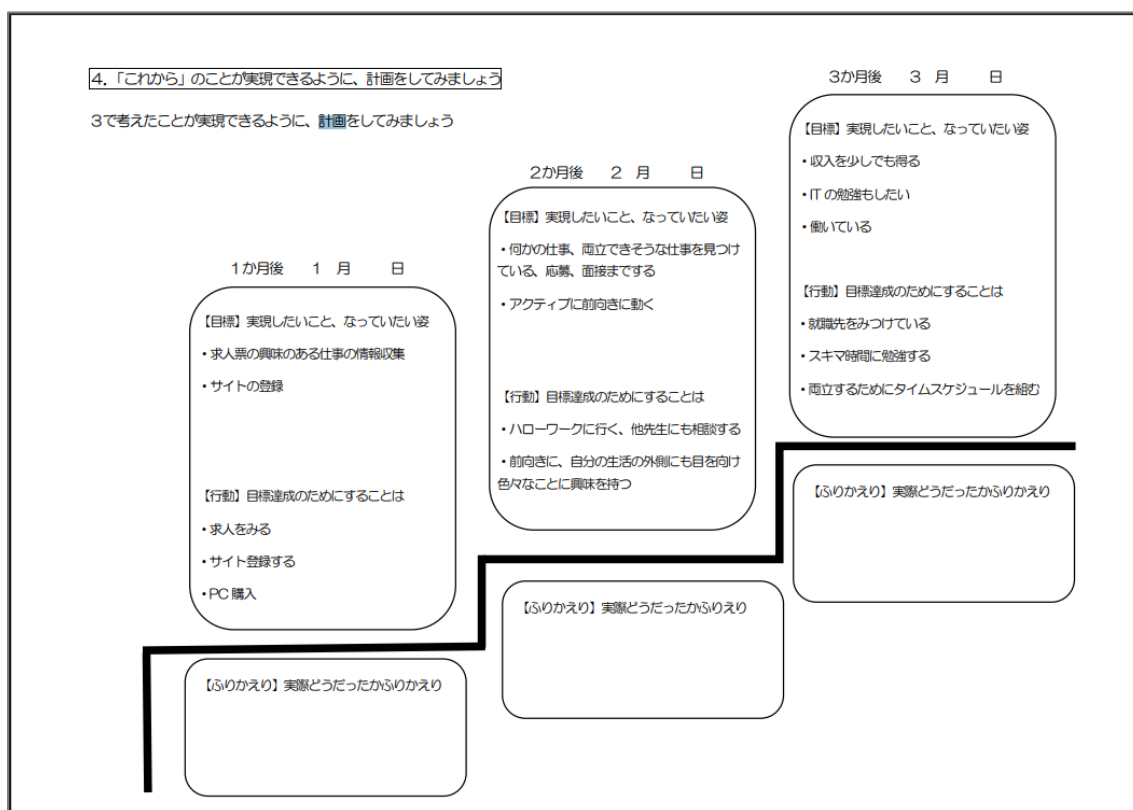 4．「これから」のことが実現できるように、計画をしてみましょう
3で考えたことが実現できるように、計画をしてみましょう
1か月後　1　月　　日
【目標】実現したいこと、なっていたい姿
・求人票の興味のある仕事の情報収集
・サイトの登録
【行動】目標達成のためにすることは
・求人をみる
・サイト登録する
・PC購入
【ふりかえり】実際どうだったかふりかえり
2か月後　2　月　　日
【目標】実現したいこと、なっていたい姿
・何かの仕事、両立できそうな仕事を見つけ
ている、応募、面接までする
・アクティブに前向きに動く
【行動】目標達成のためにすることは
・ハローワークに行く、他先生にも相談する
・前向きに、自分の生活の外側にも目を向け
色々なことに興味を持つ
【ふりかえり】実際どうだったかふりえり
3か月後　3　月　　日
【目標】実現したいこと、なっていたい姿
・収入を少しでも得る
・ITの勉強もしたい
・働いている
【行動】目標達成のためにすることは
・就職先をみつけている
・スキマ時間に勉強する
・両立するためにタイムスケジュールを組む
【ふりかえり】実際どうだったかふりかえり